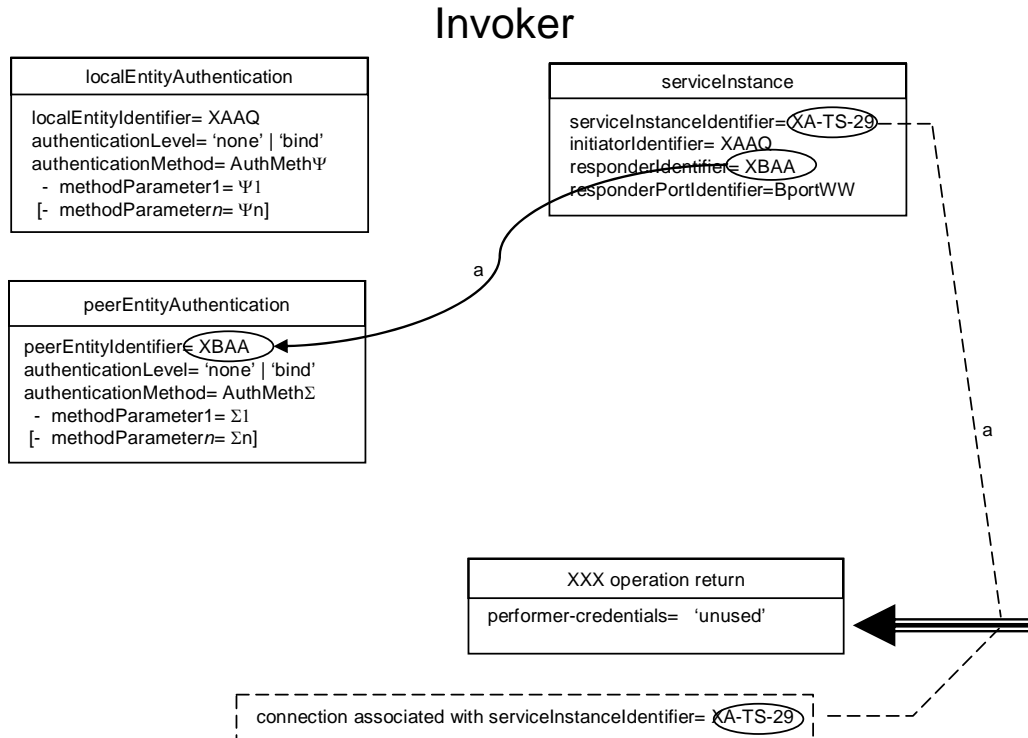 Invoker
localEntityAuthentication
localEntityIdentifier= XAAQ
authenticationLevel= ‘none’ | ‘bind’
authenticationMethod= AuthMethΨ
- methodParameter1= Ψ1
[- methodParametern= Ψn]
serviceInstance
serviceInstanceIdentifier= XA-TS-29
initiatorIdentifier= XAAQ
responderIdentifier= XBAA
responderPortIdentifier=BportWW
a
peerEntityAuthentication
peerEntityIdentifier= XBAA
authenticationLevel= ‘none’ | ‘bind’
authenticationMethod= AuthMethΣ
- methodParameter1= Σ1
[- methodParametern= Σn]
a
XXX operation return
performer-credentials= ‘unused’
connection associated with serviceInstanceIdentifier= XA-TS-29